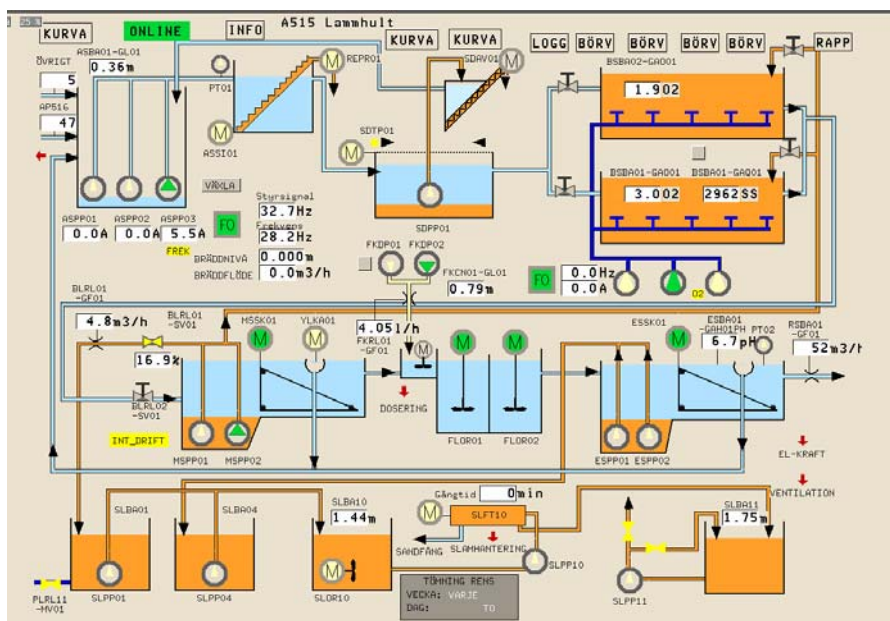 KURVA
ONLINE
INFO
A515 Lammhult
KURVA
KURVA
LOGG
BÖRV
BÖRV
BÖRV
BÖRV
RAPP
ÖVRIGT
5
AP516
47
ASBA01-GL01
0.36m
PT01
REPR01
ASSI01
SDAV01
SDTP01
SDPP01
BSBA02-GAO01
1.902
BSBA01-GAO01
3.002
BSBA01-GAQ01
2962SS
ASPP01
0.0A
ASPP02
0.0A
ASPP03
5.5A
FREK
VÄXLA
FO
Styrsignal
32.7Hz
Frekvens
28.2Hz
BRÄDDNIVÅ
0.000m
BRÄDDFLÖDE
0.0m3/h
FKDP01
FKDP02
FKCN01-GL01
0.79m
FO
0.0Hz
0.0A
O2
BLRL01
-GF01
4.8m3/h
BLRL01
-SV01
16.9%
BLRL02
-SV01
MSSK01
YLKA01
4.05l/h
FKRL01
-GF01
DOSERING
FLOR01
FLOR02
ESSK01
ESBA01
-GAH01PH
6.7pH
PT02
RSBA01
-GF01
52m3/h
INT_DRIFT
MSPP01
MSPP02
ESPP01
ESPP02
EL-KRAFT
VENTILATION
SLBA01
SLBA04
SLBA10
1.44m
Gångtid
0min
SLFT10
SANDFÅNG
SLAMHANTERING
SLPP10
SLBA11
1.75m
SLPP01
SLPP04
SLOR10
SLPP11
PLRL11
-MV01
TÖMNING RENS
VECKA: VARJE
DAG: TO